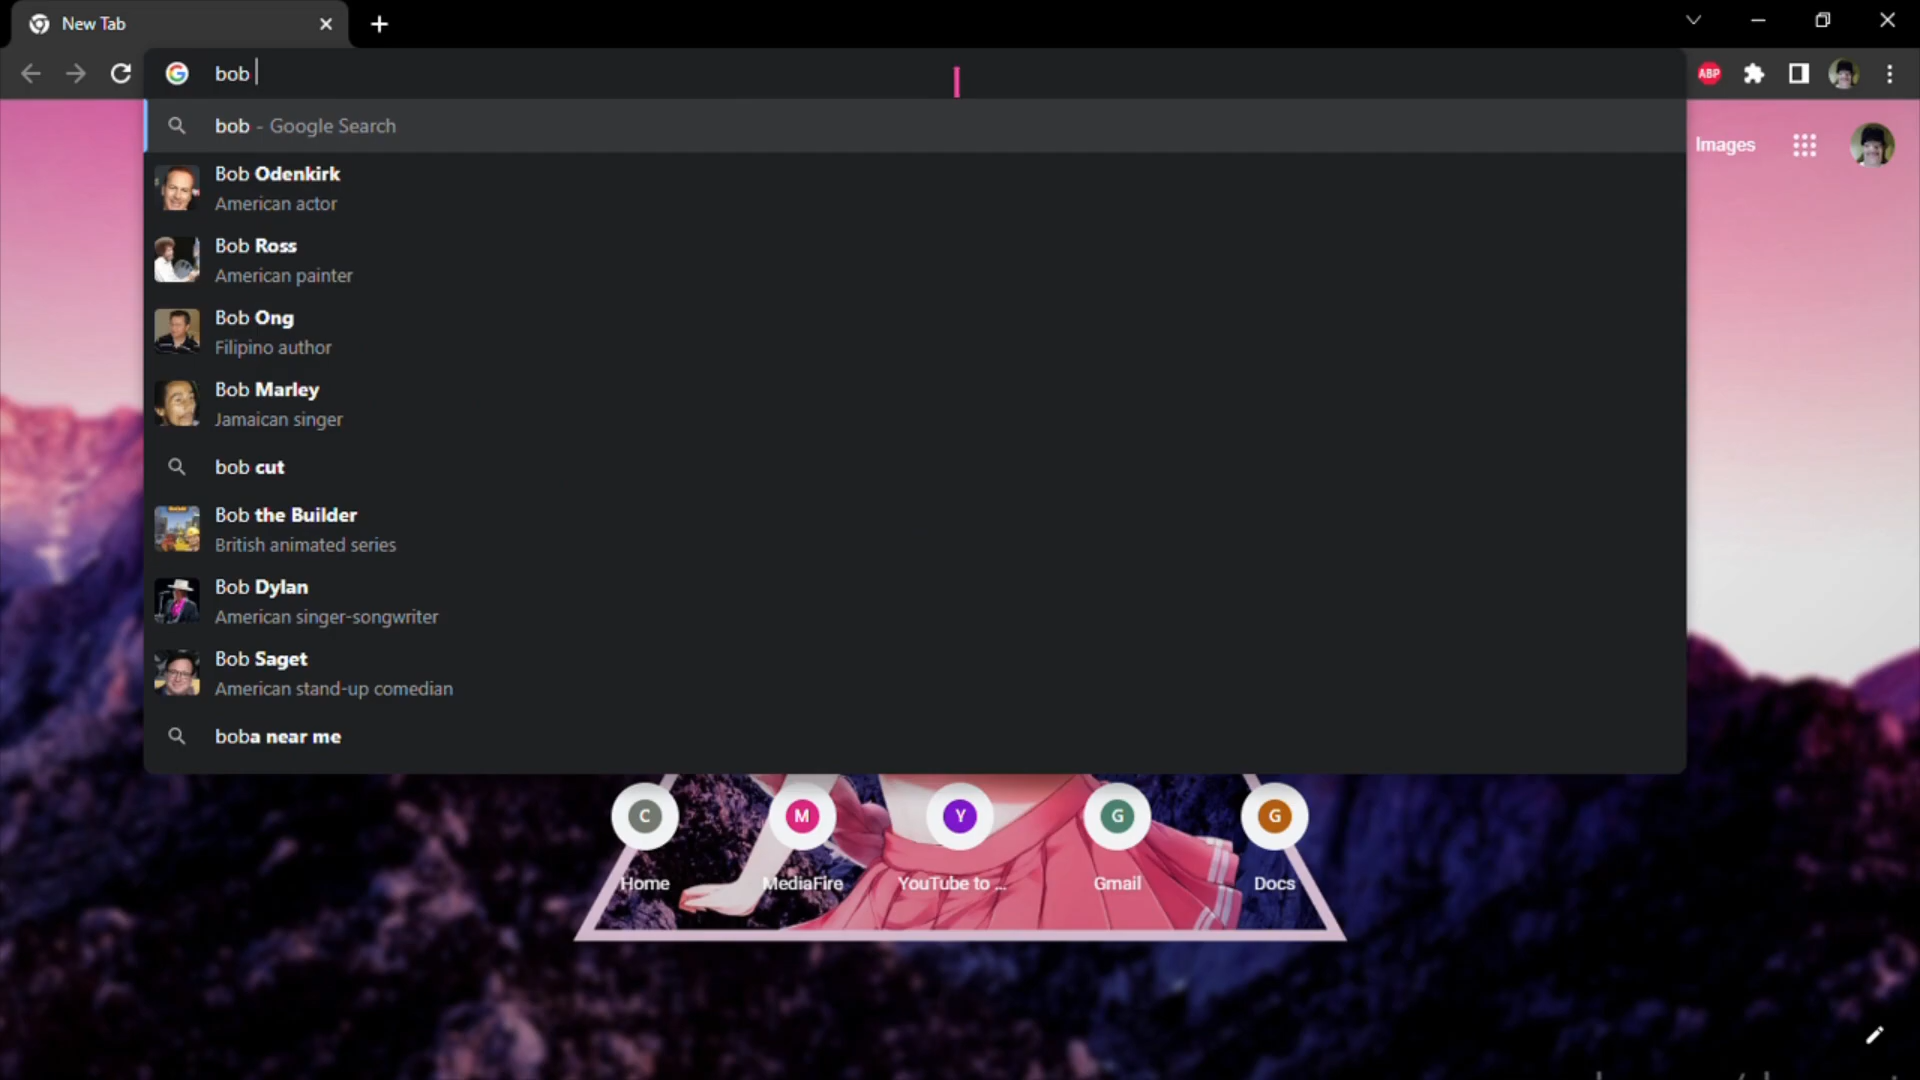 New Tab
bob
ABP
bob - Google Search
Images
Bob Odenkirk
American actor
Bob Ross
American painter
Bob Ong
Filipino author
Bob Marley
Jamaican singer
bob cut
Bob the Builder
British animated series
Bob Dylan
American singer-songwriter
Bob Saget
American stand-up comedian
boba near me
C M Y G G
Home MediaFire YouTube to ... Gmail Docs